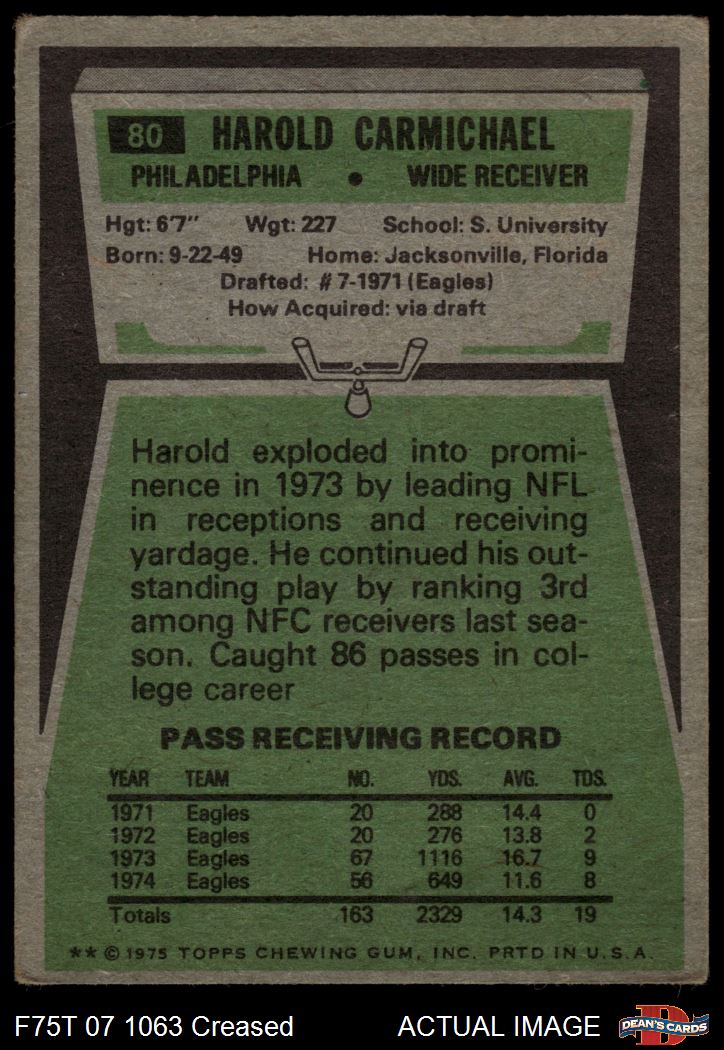 80 HAROLD CARMICHAEL
PHILADELPHIA • WIDE RECEIVER
Hgt: 6'7" Wgt: 227 School: S. University
Born: 9-22-49 Home: Jacksonville, Florida
Drafted: #7-1971 (Eagles)
How Acquired: via draft
Harold exploded into promi-
nence in 1973 by leading NFL
in receptions and receiving
yardage. He continued his out-
standing play by ranking 3rd
among NFC receivers last sea-
son. Caught 86 passes in col-
lege career
PASS RECEIVING RECORD
YEAR TEAM NO. YDS. AVG. TDS.
1971 Eagles 20 288 14.4 0
1972 Eagles 20 276 13.8 2
1973 Eagles 67 1116 16.7 9
1974 Eagles 56 649 11.6 8
Totals 163 2329 14.3 19
** © 1975 TOPPS CHEWING GUM, INC. PRTD IN U.S.A.
F75T 07 1063 Creased ACTUAL IMAGE
D
DEAN'S CARDS